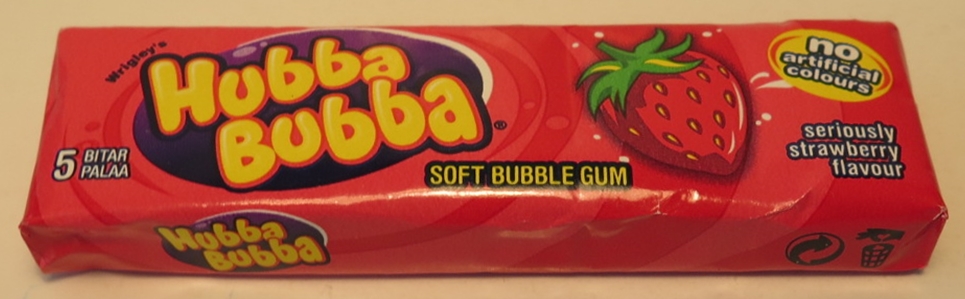 Wrigley's
Hubba
Bubba®
5 BITAR
PALAA
SOFT BUBBLE GUM
no
artificial
colours
seriously
strawberry
flavour
Hubba
Bubba